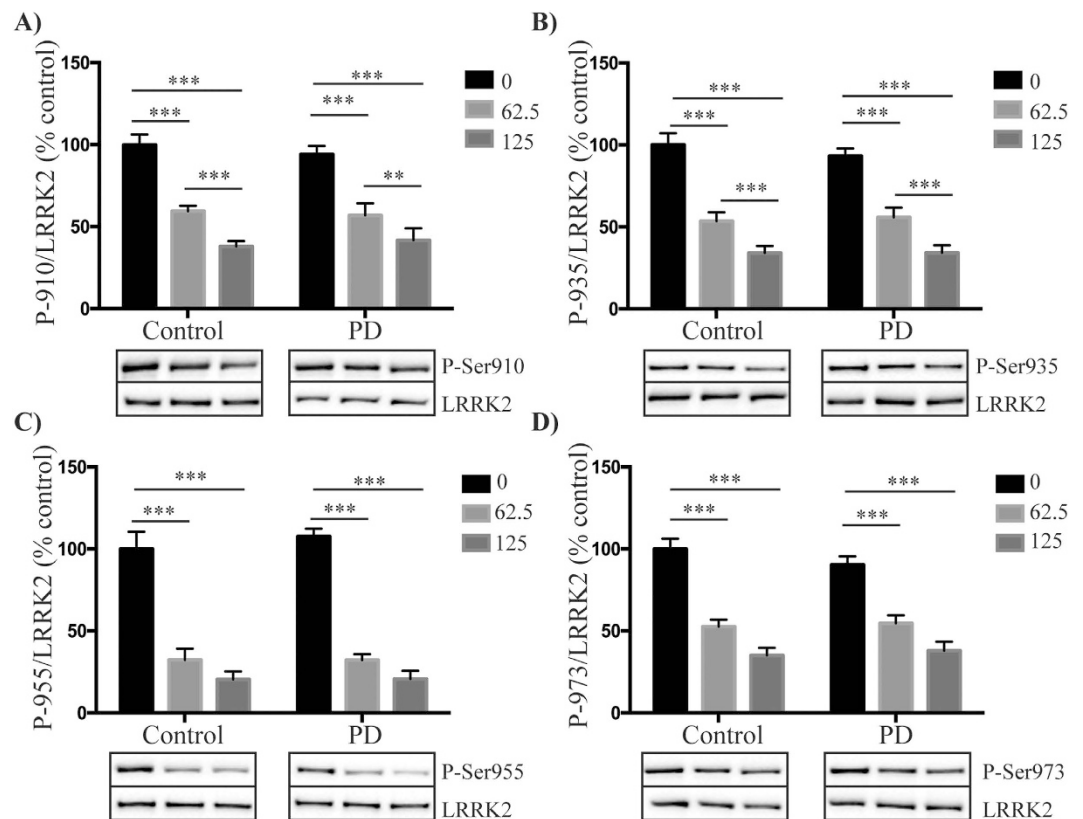 A)
P-910/LRRK2 (% control)
150
100
50
0
***
***
***
***
***
**
0
62.5
125
Control
PD
P-Ser910
LRRK2
B)
P-935/LRRK2 (% control)
150
100
50
0
***
***
***
***
***
***
0
62.5
125
Control
PD
P-Ser935
LRRK2
C)
P-955/LRRK2 (% control)
150
100
50
0
***
***
***
***
0
62.5
125
Control
PD
P-Ser955
LRRK2
D)
P-973/LRRK2 (% control)
150
100
50
0
***
***
***
***
0
62.5
125
Control
PD
P-Ser973
LRRK2